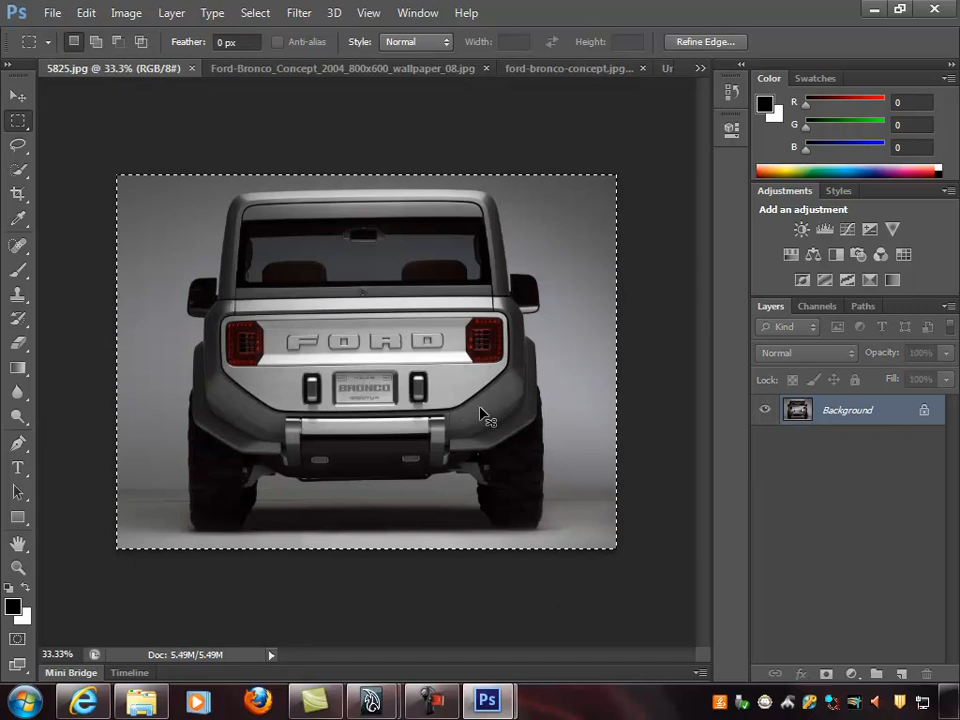 Ps File Edit Image Layer Type Select Filter 3D View Window Help
Feather: 0 px Anti-alias Style: Normal Width: Height: Refine Edge...
5825.jpg @ 33.3% (RGB/8#) × Ford-Bronco_Concept_2004_800x600_wallpaper_08.jpg × ford-bronco-concept.jpg... × Ur
Color Swatches
R 0
G 0
B 0
Adjustments Styles
Add an adjustment
Layers Channels Paths
Kind
Normal Opacity: 100%
Lock: Fill: 100%
Background
FORD
BRONCO
33.33% Doc: 5.49M/5.49M
Mini Bridge Timeline
Ps